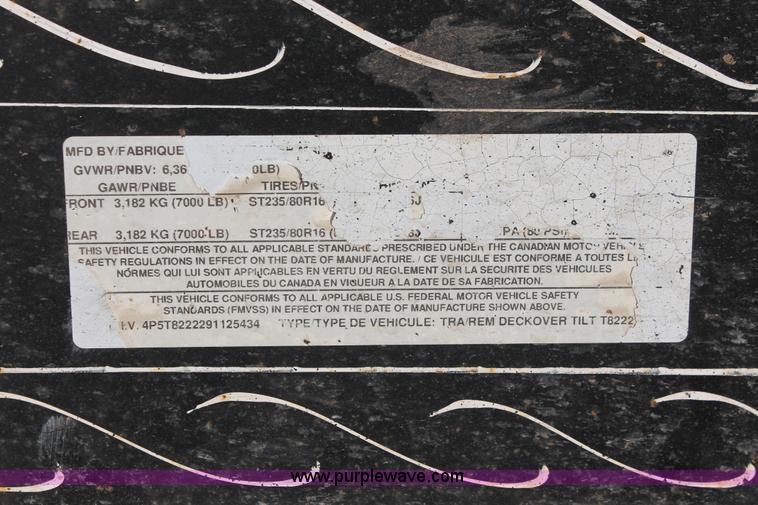 MFD BY/FABRIQUE
GVWR/PNBV: 6,36 0LB)
GAWR/PNBE TIRES/PN
FRONT 3,182 KG (7000 LB) ST235/80R16
REAR 3,182 KG (7000 LB) ST235/80R16 PA (80 PSI)
THIS VEHICLE CONFORMS TO ALL APPLICABLE STANDARDS PRESCRIBED UNDER THE CANADIAN MOTOR VEHICLE
SAFETY REGULATIONS IN EFFECT ON THE DATE OF MANUFACTURE. / CE VEHICULE EST CONFORME A TOUTES L
NÓRMES QUI LUI SONT APPLICABLES EN VERTU DU REGLEMENT SUR LA SECURITE DES VEHICULES
AUTOMOBILES DU CANADA EN VIGUEUR A LA DATE DE SA FABRICATION.
THIS VEHICLE CONFORMS TO ALL APPLICABLE U.S. FEDERAL MOTOR VEHICLE SAFETY
STANDARDS (FMVSS) IN EFFECT ON THE DATE OF MANUFACTURE SHOWN ABOVE.
I.V. 4P5T8222291125434 TYPE/TYPE DE VEHICULE: TRA/REM DECKOVER TILT T8222
www.purplewave.com